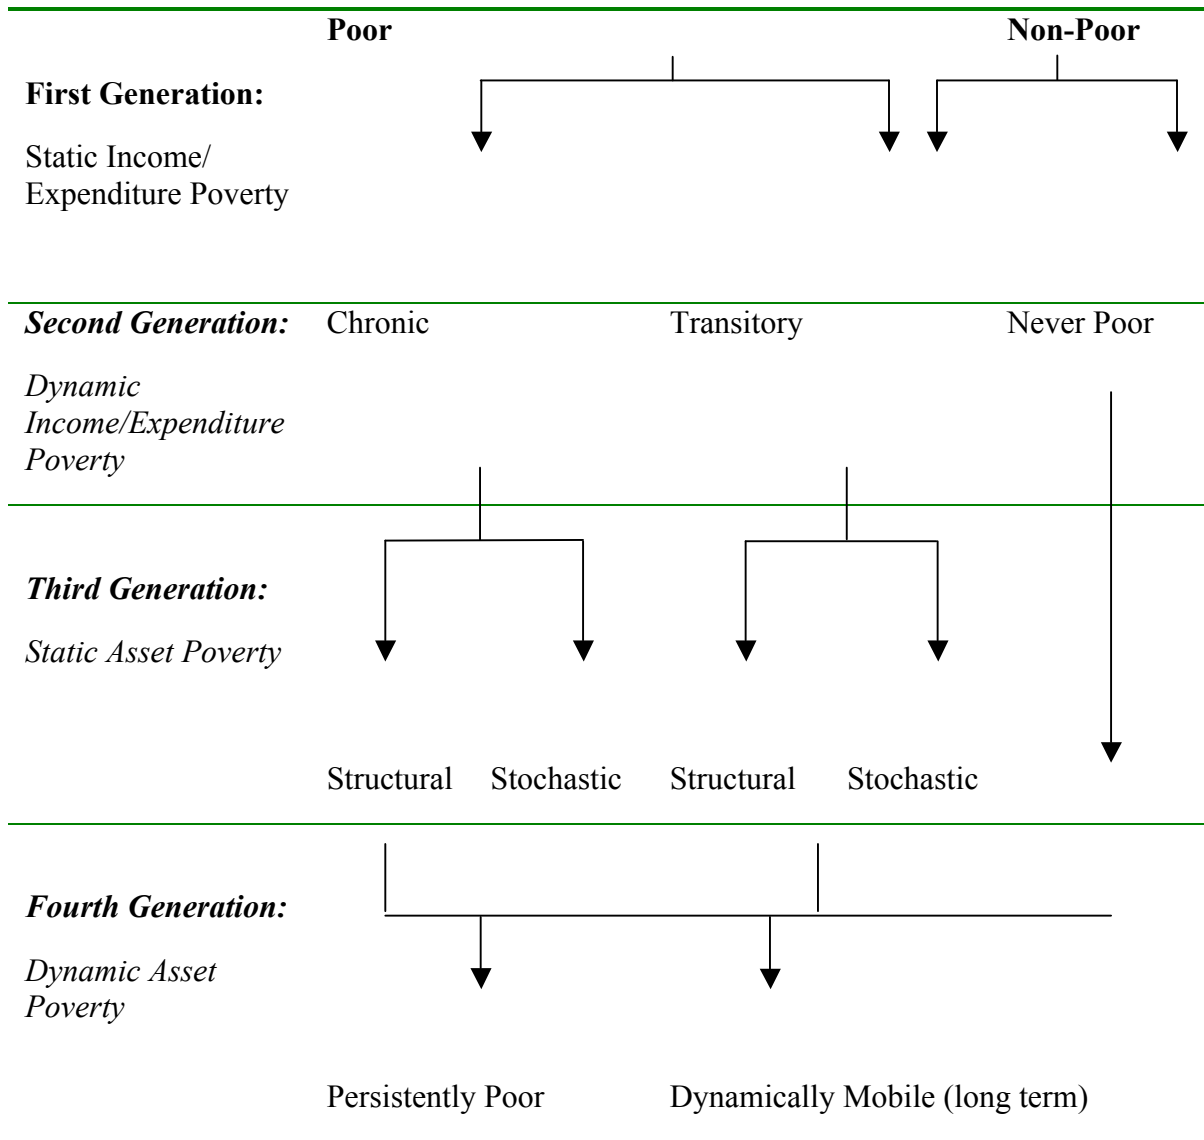 Poor Non-Poor
First Generation:
Static Income/
Expenditure Poverty
Second Generation: Chronic Transitory Never Poor
Dynamic
Income/Expenditure
Poverty
Third Generation:
Static Asset Poverty
Structural Stochastic Structural Stochastic
Fourth Generation:
Dynamic Asset
Poverty
Persistently Poor Dynamically Mobile (long term)